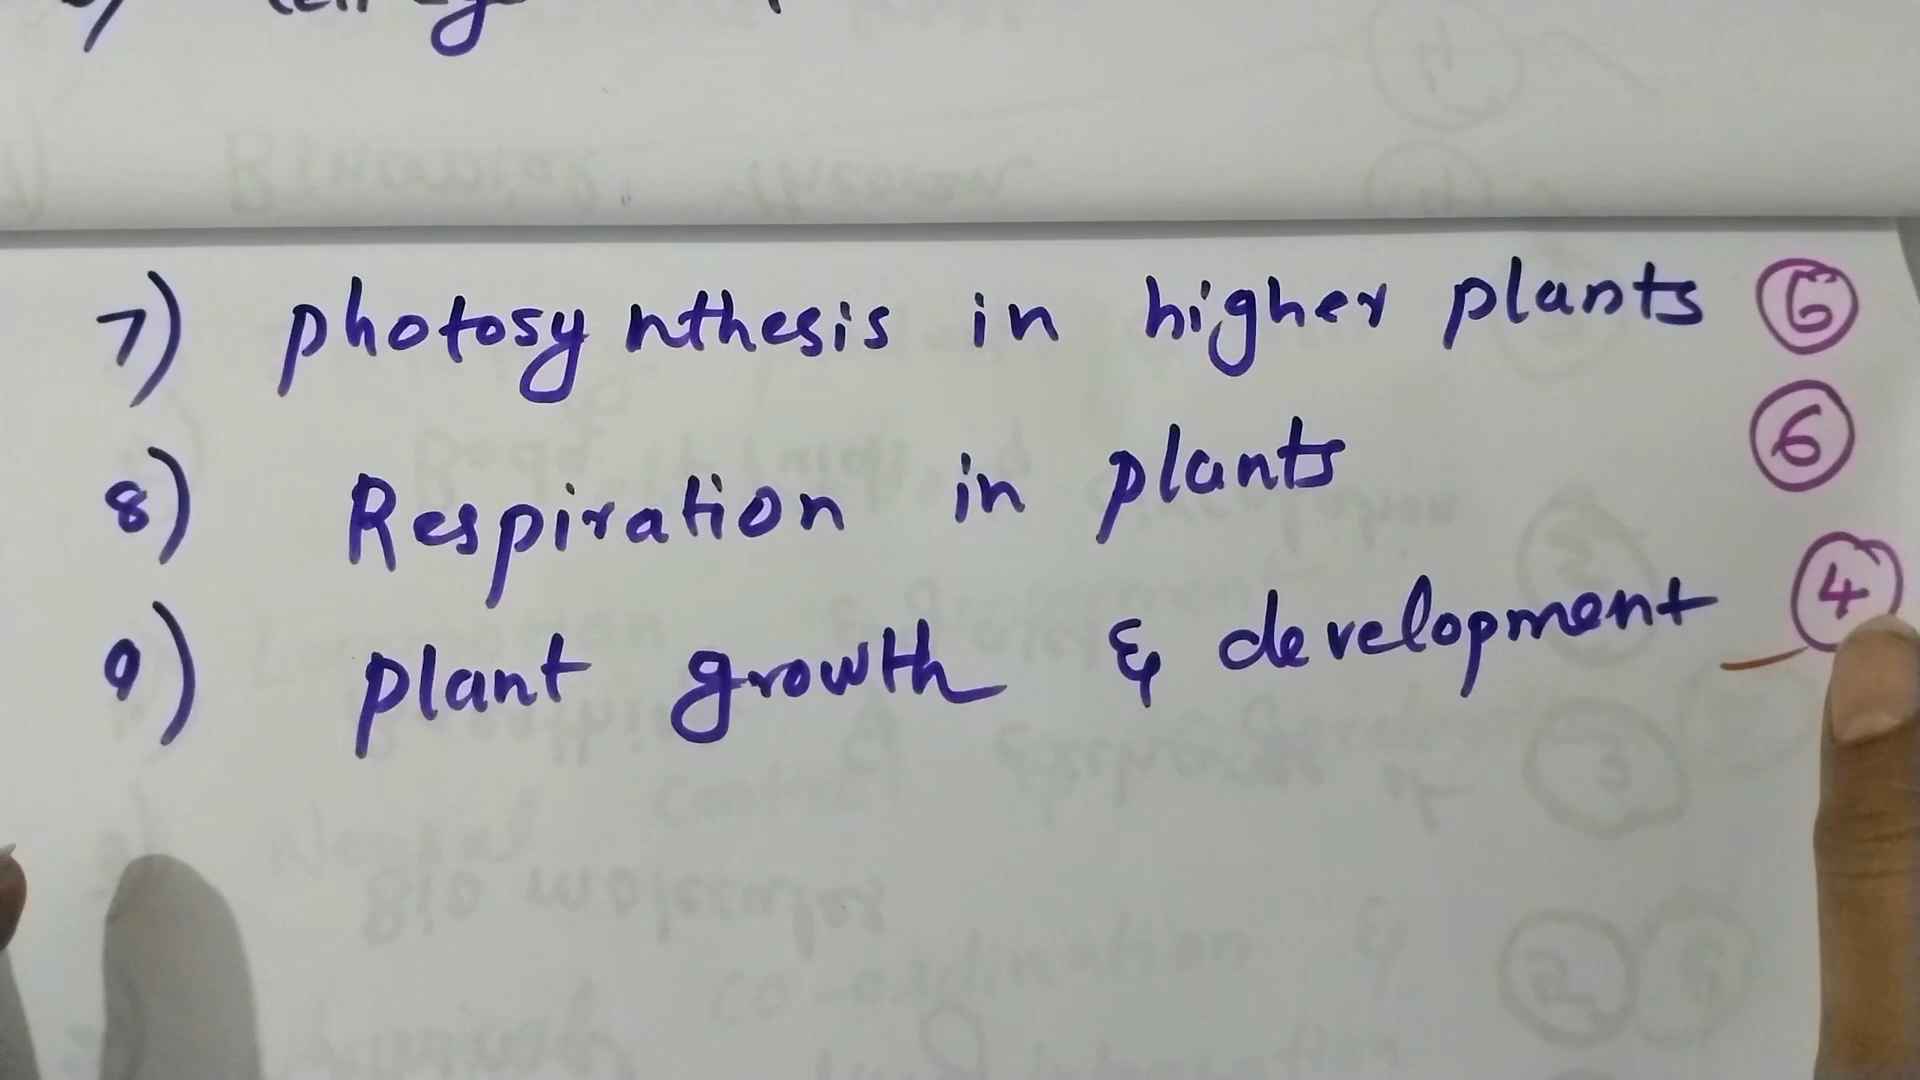 7) photosynthesis in higher plants 6
8) Respiration in plants 6
9) plant growth & development 4